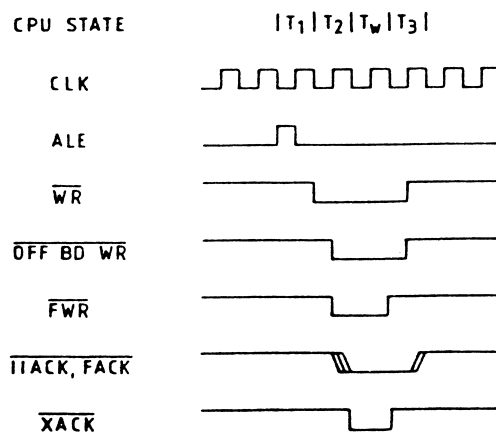 CPU STATE |T1|T2|Tw|T3|
CLK
ALE
WR
OFF BD WR
FWR
IIACK, FACK
XACK